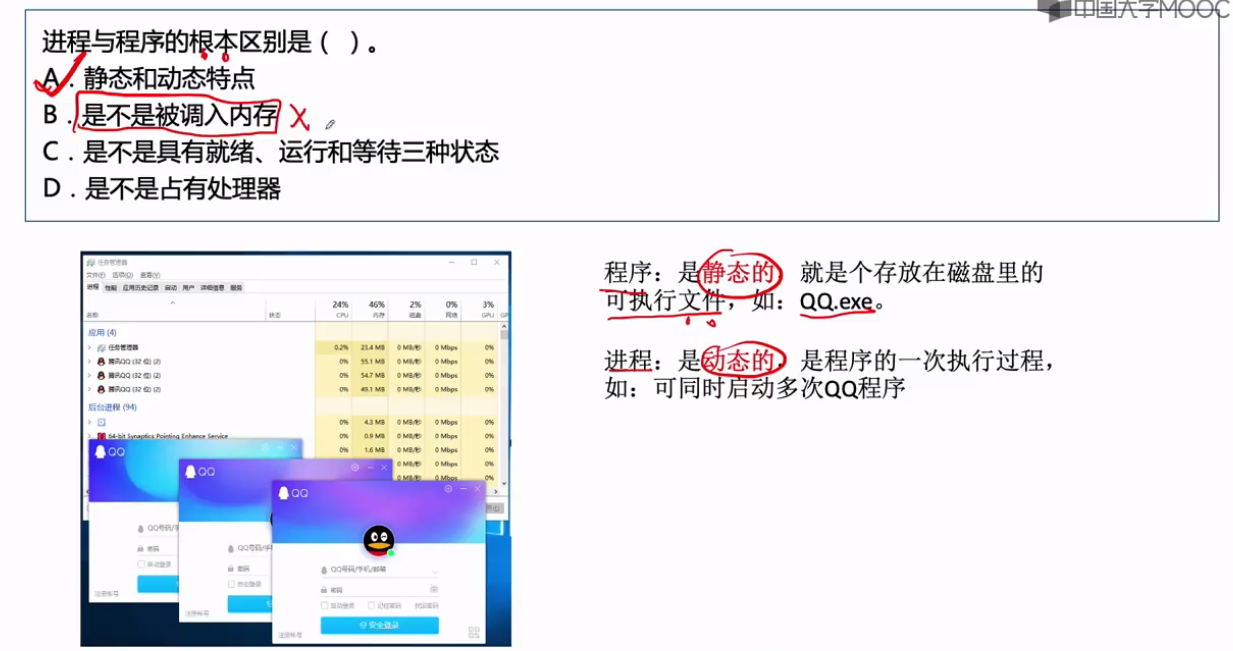 中国大学MOOC
进程与程序的根本区别是（ ）。
A．静态和动态特点
B．是不是被调入内存
C．是不是具有就绪、运行和等待三种状态
D．是不是占有处理器
程序：是静态的，就是个存放在磁盘里的
可执行文件，如：QQ.exe。
进程：是动态的，是程序的一次执行过程，
如：可同时启动多次QQ程序
任务管理器
文件(F) 选项(O) 查看(V)
进程 性能 应用历史记录 启动 用户 详细信息 服务
24% 46% 2% 0% 3%
名称 状态 CPU 内存 磁盘 网络 GPU
应用 (4)
任务管理器 0.2% 23.4 MB 0 MB/秒 0 Mbps 0%
腾讯QQ (32 位) (2) 0% 55.1 MB 0 MB/秒 0 Mbps 0%
腾讯QQ (32 位) (2) 0% 54.7 MB 0 MB/秒 0 Mbps 0%
腾讯QQ (32 位) (2) 0% 49.1 MB 0 MB/秒 0 Mbps 0%
后台进程 (94)
0% 4.3 MB 0 MB/秒 0 Mbps 0%
64-bit Synaptics Pointing Enhance Service 0% 0.9 MB 0 MB/秒 0 Mbps 0%
0% 1.6 MB 0 MB/秒 0 Mbps 0%
0 MB/秒 0 Mbps 0%
0 MB/秒 0 Mbps 0%
QQ
QQ号码/手
密码
自动登录
注册帐号
QQ
QQ号码/手
密码
自动登录
注册帐号
QQ
QQ号码/手机/邮箱
密码
自动登录 记住密码 找回密码
安全登录
注册帐号